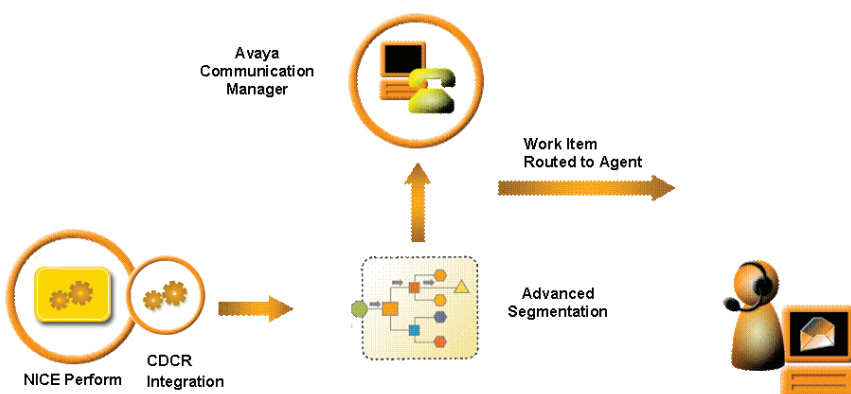 Avaya
Communication
Manager
Work Item
Routed to Agent
Advanced
Segmentation
NICE Perform
CDCR
Integration